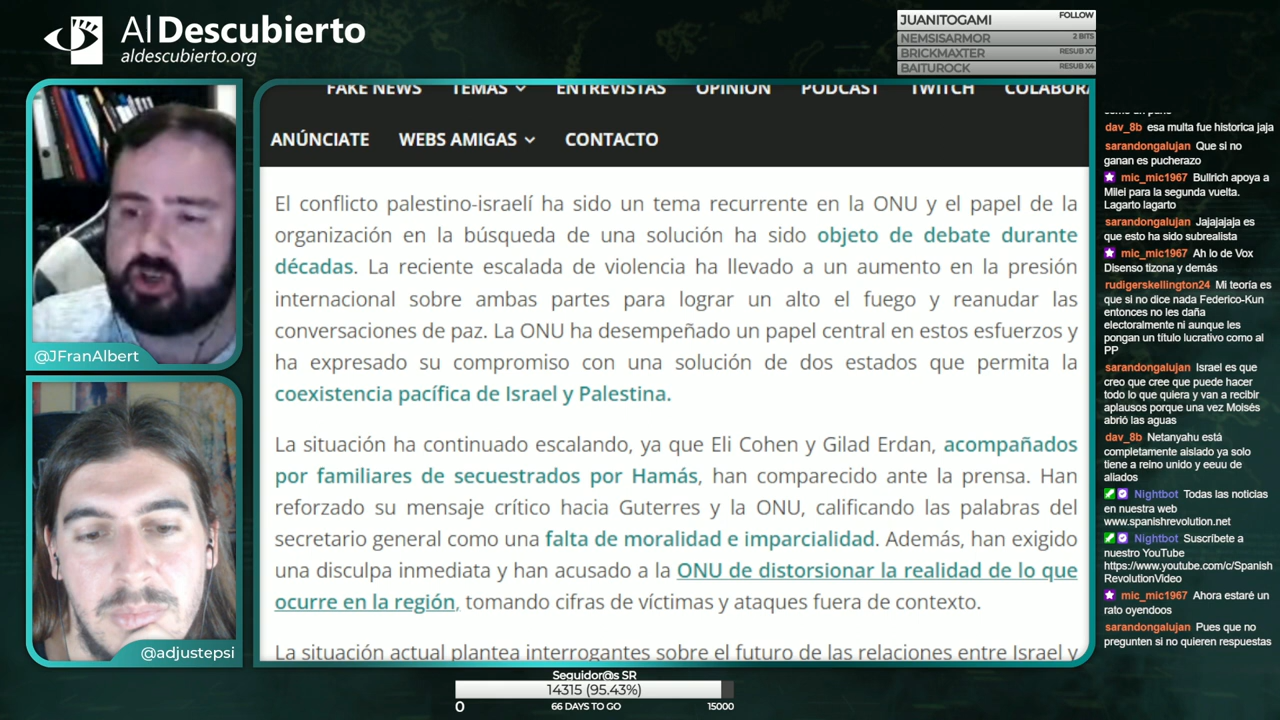 Al Descubierto
aldescubierto.org
JUANITOGAMI FOLLOW
NEMSISARMOR 2 BITS
BRICKMAXTER RESUB X7
BAITUROCK RESUB X4
FAKE NEWS TEMAS ENTREVISTAS OPINIÓN PODCAST TWITCH COLABORA
ANÚNCIATE WEBS AMIGAS CONTACTO
El conflicto palestino-israelí ha sido un tema recurrente en la ONU y el papel de la
organización en la búsqueda de una solución ha sido objeto de debate durante
décadas. La reciente escalada de violencia ha llevado a un aumento en la presión
internacional sobre ambas partes para lograr un alto el fuego y reanudar las
conversaciones de paz. La ONU ha desempeñado un papel central en estos esfuerzos y
ha expresado su compromiso con una solución de dos estados que permita la
coexistencia pacífica de Israel y Palestina.
La situación ha continuado escalando, ya que Eli Cohen y Gilad Erdan, acompañados
por familiares de secuestrados por Hamás, han comparecido ante la prensa. Han
reforzado su mensaje crítico hacia Guterres y la ONU, calificando las palabras del
secretario general como una falta de moralidad e imparcialidad. Además, han exigido
una disculpa inmediata y han acusado a la ONU de distorsionar la realidad de lo que
ocurre en la región, tomando cifras de víctimas y ataques fuera de contexto.
La situación actual plantea interrogantes sobre el futuro de las relaciones entre Israel y
@JFranAlbert
@adjustepsi
dav_8b esa multa fue historica jaja
sarandongalujan Que si no
ganan es pucherazo
mic_mic1967 Bullrich apoya a
Milei para la segunda vuelta.
Lagarto lagarto
sarandongalujan Jajajajaja es
que esto ha sido subrealista
mic_mic1967 Ah lo de Vox
Disenso tizona y demás
rudigerskellington24 Mi teoría es
que si no dice nada Federico-Kun
entonces no les daña
electoralmente ni aunque les
pongan un título lucrativo como al
PP
sarandongalujan Israel es que
creo que cree que puede hacer
todo lo que quiera y van a recibir
aplausos porque una vez Moisés
abrió las aguas
dav_8b Netanyahu está
completamente aislado ya solo
tiene a reino unido y eeuu de
aliados
Nightbot Todas las noticias
en nuestra web
www.spanishrevolution.net
Nightbot Suscríbete a
nuestro YouTube
https://www.youtube.com/c/Spanish
RevolutionVideo
mic_mic1967 Ahora estaré un
rato oyendoos
sarandongalujan Pues que no
pregunten si no quieren respuestas
Seguidor@s SR
14315 (95.43%)
0 66 DAYS TO GO 15000